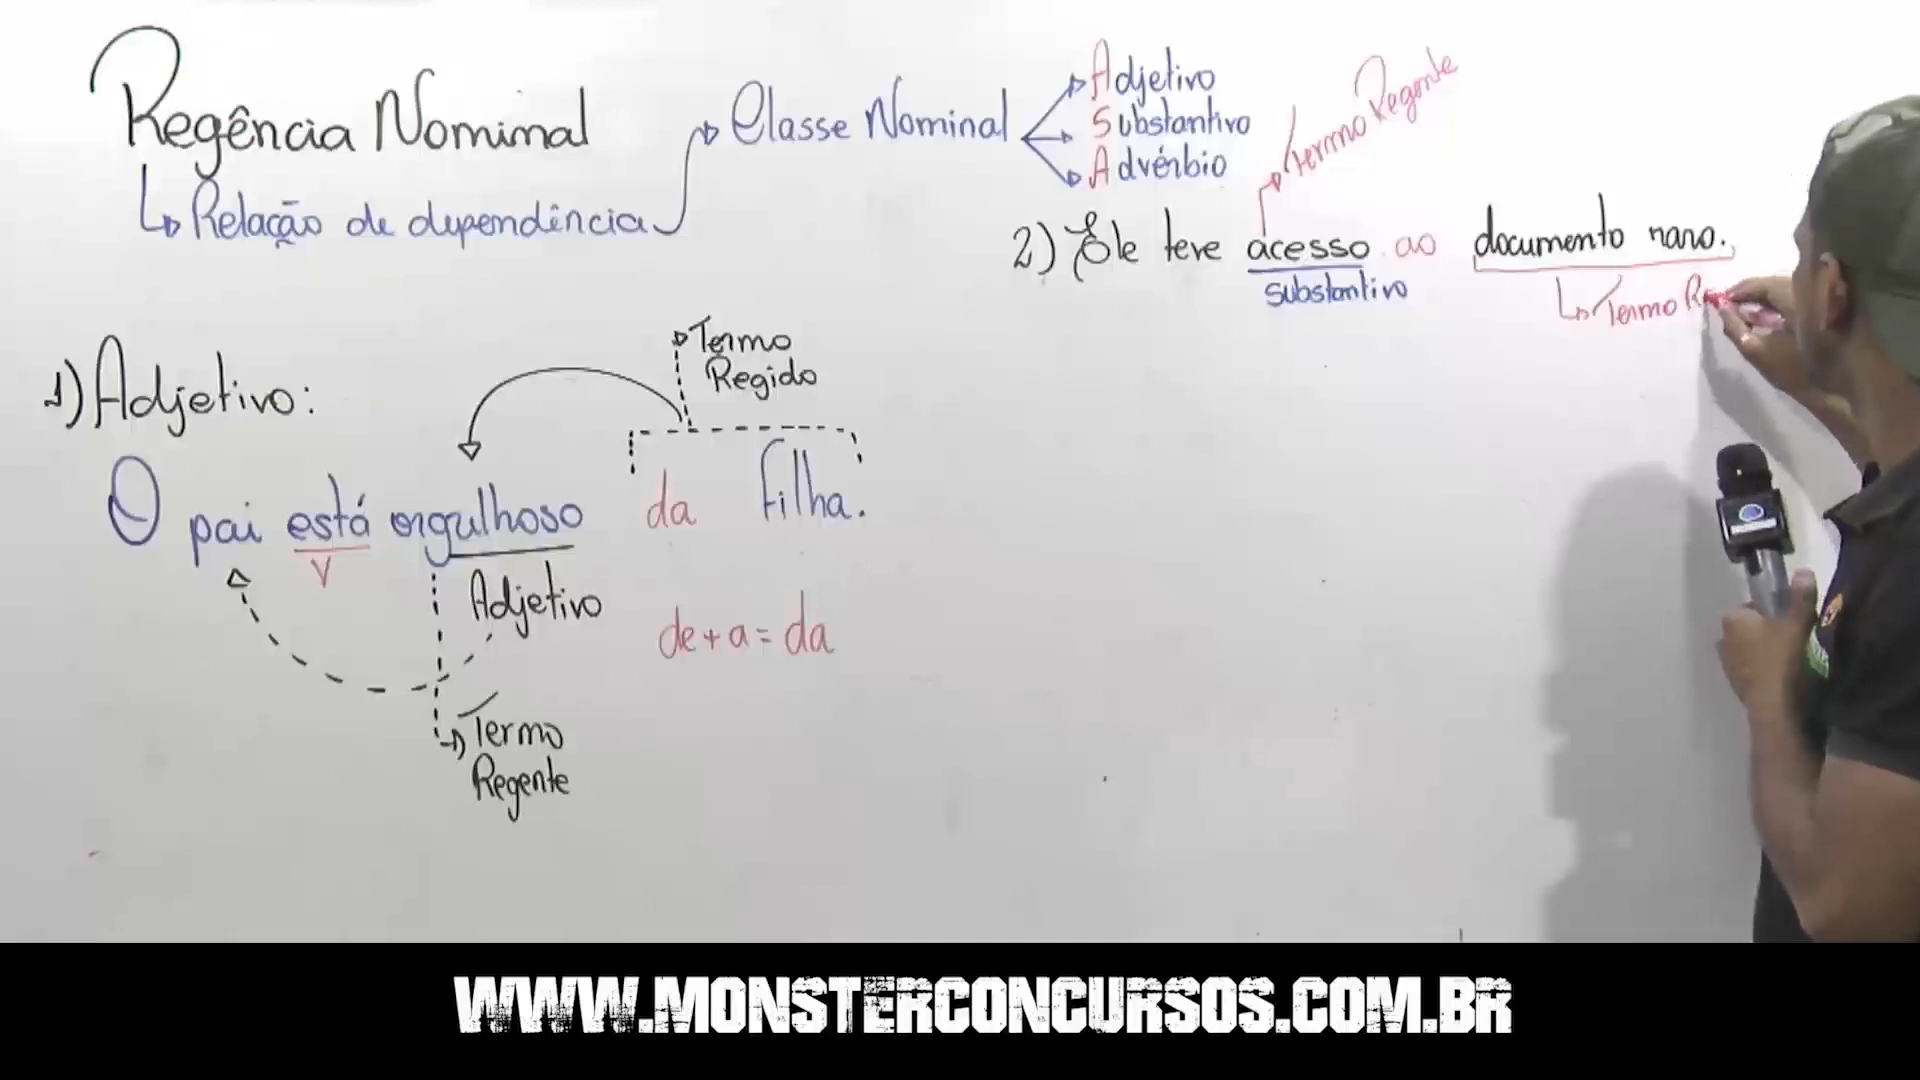 Regência Nominal
Relação de dependência
Classe Nominal
Adjetivo
Substantivo
Advérbio
Termo Regente
2) Ele teve acesso ao documento raro.
substantivo
Termo
1) Adjetivo:
Termo
Regido
O pai está orgulhoso da filha.
V
Adjetivo
de + a = da
Termo
Regente
WWW.MONSTERCONCURSOS.COM.BR